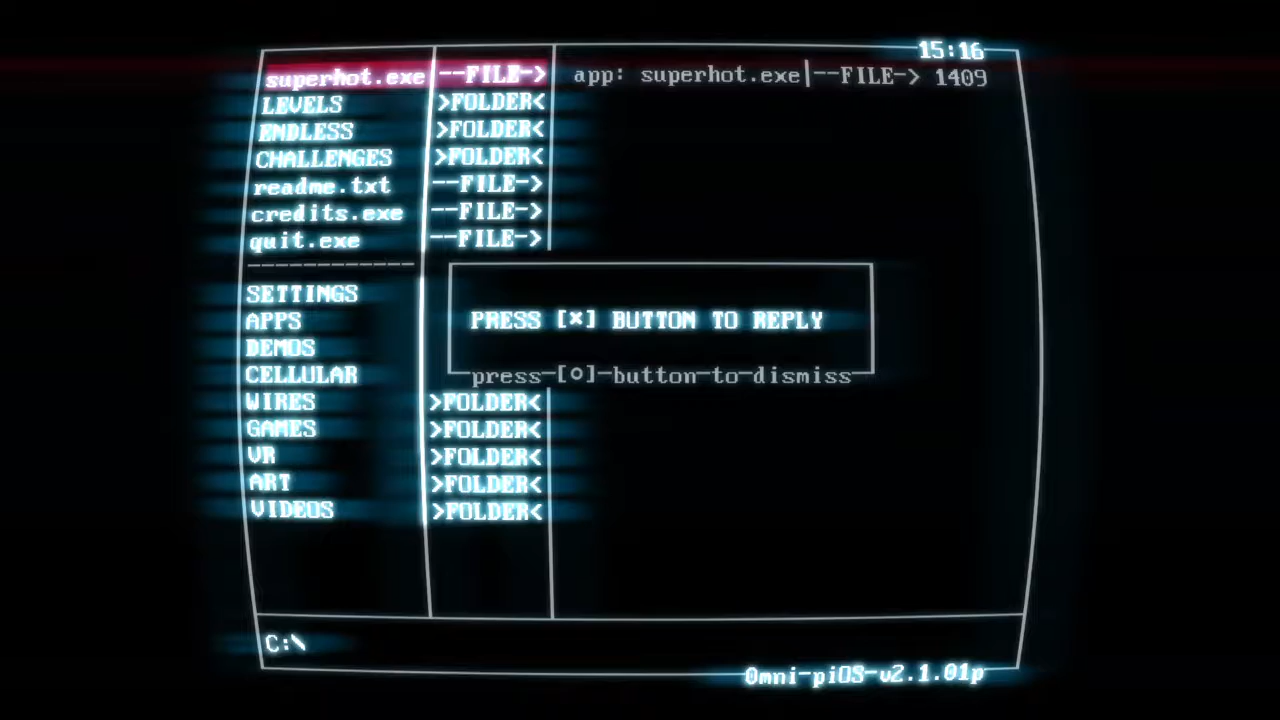 15:16
superhot.exe --FILE-> app: superhot.exe|--FILE-> 1409
LEVELS >FOLDER<
ENDLESS >FOLDER<
CHALLENGES >FOLDER<
readme.txt --FILE->
credits.exe --FILE->
quit.exe --FILE->
SETTINGS
APPS
PRESS [×] BUTTON TO REPLY
DEMOS
CELLULAR
press-[O]-button-to-dismiss
WIRES >FOLDER<
GAMES >FOLDER<
VR >FOLDER<
ART >FOLDER<
VIDEOS >FOLDER<
C:\
Omni-piOS-v2.1.01p